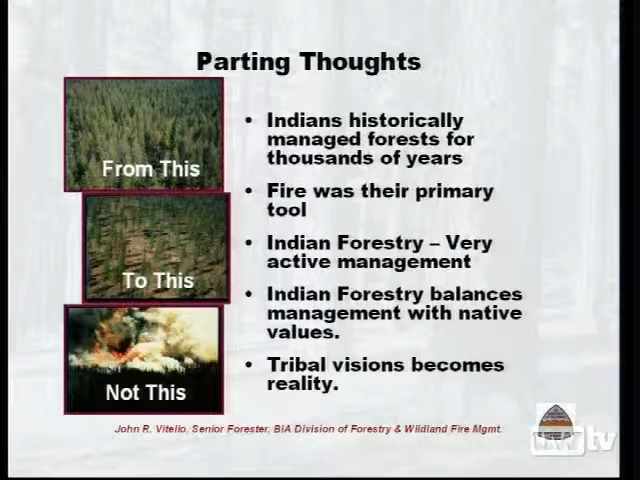 Parting Thoughts
From This
To This
Not This
• Indians historically
managed forests for
thousands of years
• Fire was their primary
tool
• Indian Forestry – Very
active management
• Indian Forestry balances
management with native
values.
• Tribal visions becomes
reality.
John R. Vitello, Senior Forester, BIA Division of Forestry & Wildland Fire Mgmt.
tv